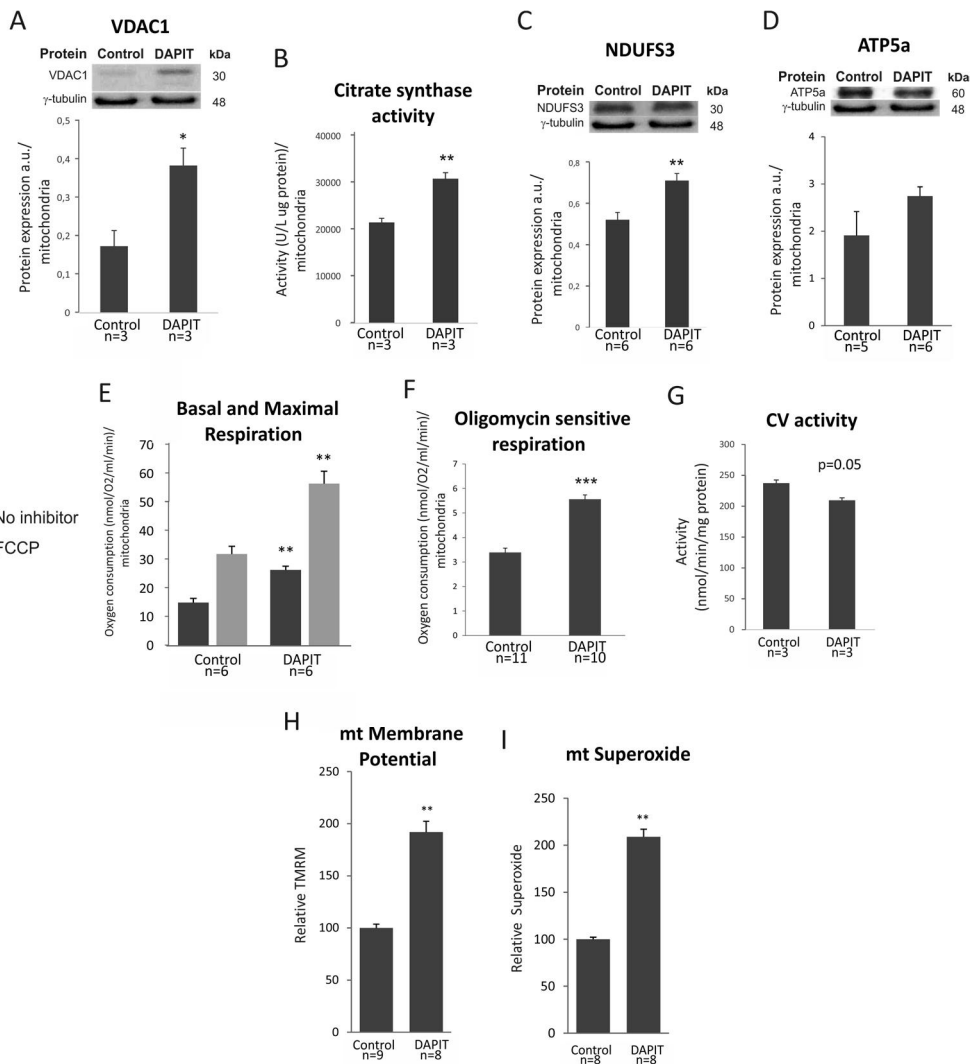 A
VDAC1
Protein Control DAPIT kDa
VDAC1 30
γ-tubulin 48
Protein expression a.u./
mitochondria
0,5
0,4
0,3
0,2
0,1
0
*
Control DAPIT
n=3 n=3
B
Citrate synthase
activity
Activity (U/L ug protein)/
mitochondria
40000
30000
20000
10000
0
**
Control DAPIT
n=3 n=3
C
NDUFS3
Protein Control DAPIT kDa
NDUFS3 30
γ-tubulin 48
Protein expression a.u./
mitochondria
0,8
0,6
0,4
0,2
0
**
Control DAPIT
n=6 n=6
D
ATP5a
Protein Control DAPIT kDa
ATP5a 60
γ-tubulin 48
Protein expression a.u./
mitochondria
4
3
2
1
0
Control DAPIT
n=5 n=6
E
Basal and Maximal
Respiration
No inhibitor
FCCP
Oxygen consumption (nmol/O2/ml/min)/
mitochondria
70
60
50
40
30
20
10
0
**
**
Control DAPIT
n=6 n=6
F
Oligomycin sensitive
respiration
Oxygen consumption (nmol/O2/ml/min)/
mitochondria
7
6
5
4
3
2
1
0
***
Control DAPIT
n=11 n=10
G
CV activity
Activity
(nmol/min/mg protein)
300
250
200
150
100
50
0
p=0.05
Control DAPIT
n=3 n=3
H
mt Membrane
Potential
Relative TMRM
250
200
150
100
50
0
**
Control DAPIT
n=9 n=8
I
mt Superoxide
Relative Superoxide
250
200
150
100
50
0
**
Control DAPIT
n=8 n=8